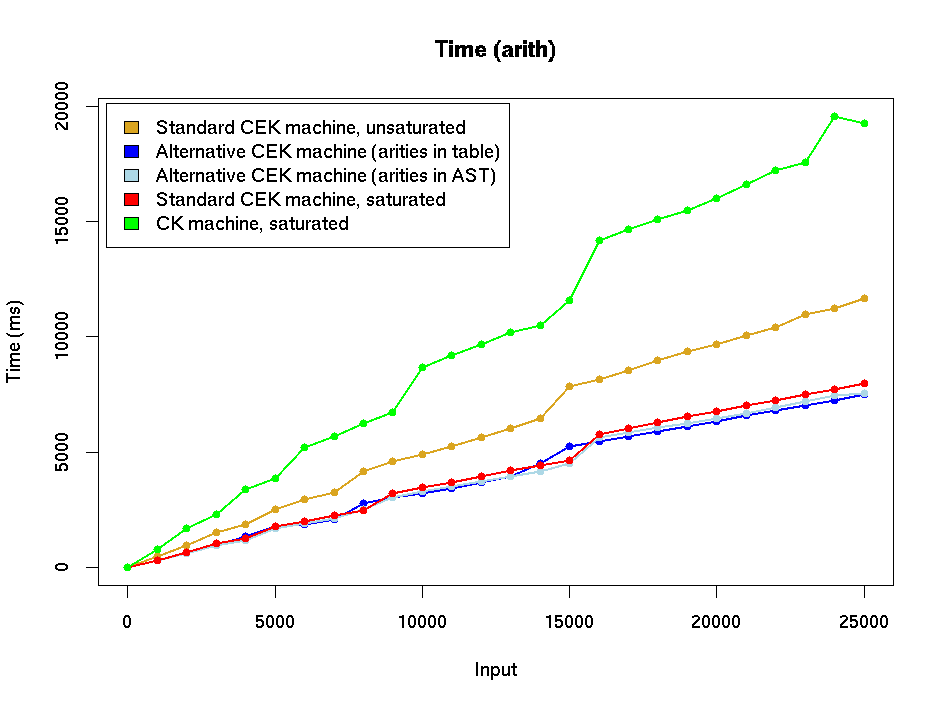 Time (arith)
Standard CEK machine, unsaturated
Alternative CEK machine (arities in table)
Alternative CEK machine (arities in AST)
Standard CEK machine, saturated
CK machine, saturated
Time (ms)
20000
15000
10000
5000
0
0 5000 10000 15000 20000 25000
Input